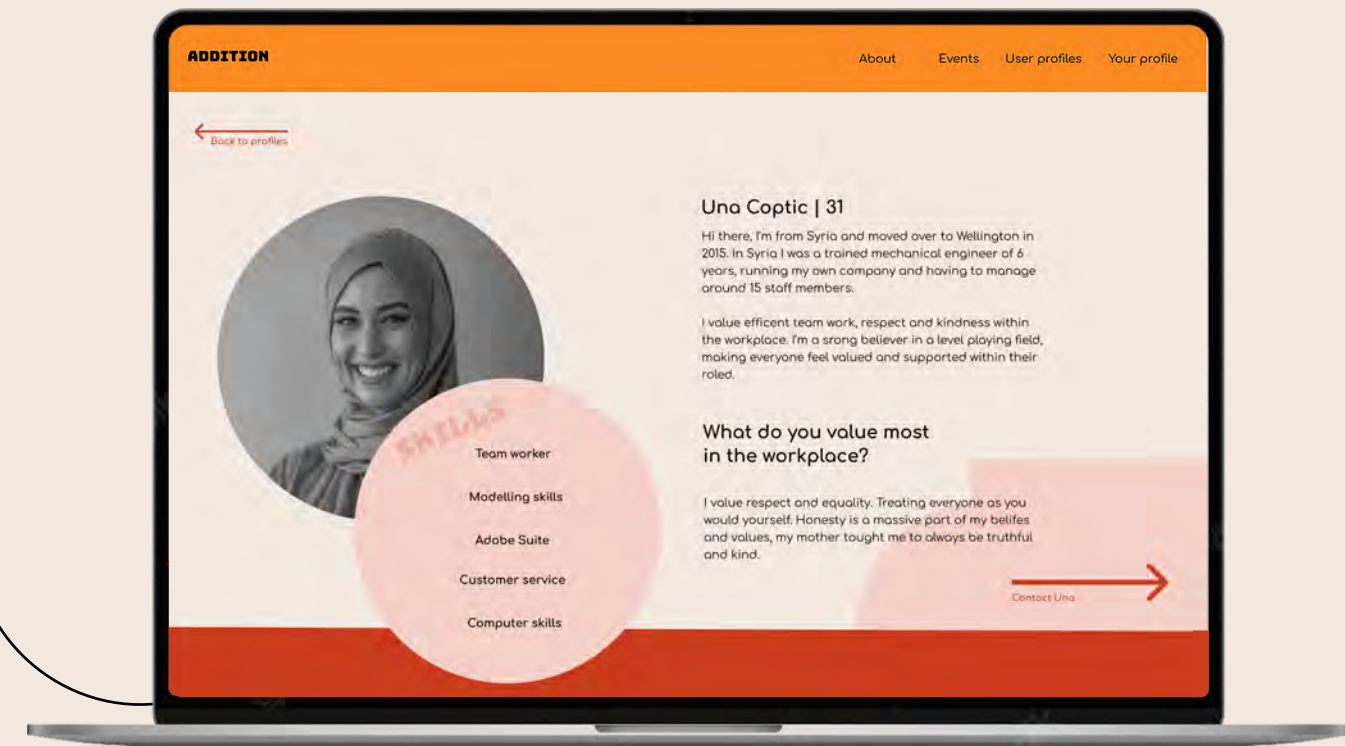 ADDITION
About Events User profiles Your profile
Back to profiles
Una Coptic | 31
Hi there, I'm from Syria and moved over to Wellington in
2015. In Syria I was a trained mechanical engineer of 6
years, running my own company and having to manage
around 15 staff members.
I value efficent team work, respect and kindness within
the workplace. I'm a srong believer in a level playing field,
making everyone feel valued and supported within their
roled.
SKILLS
Team worker
Modelling skills
Adobe Suite
Customer service
Computer skills
What do you value most
in the workplace?
I value respect and equality. Treating everyone as you
would yourself. Honesty is a massive part of my belifes
and values, my mother tought me to always be truthful
and kind.
Contact Una